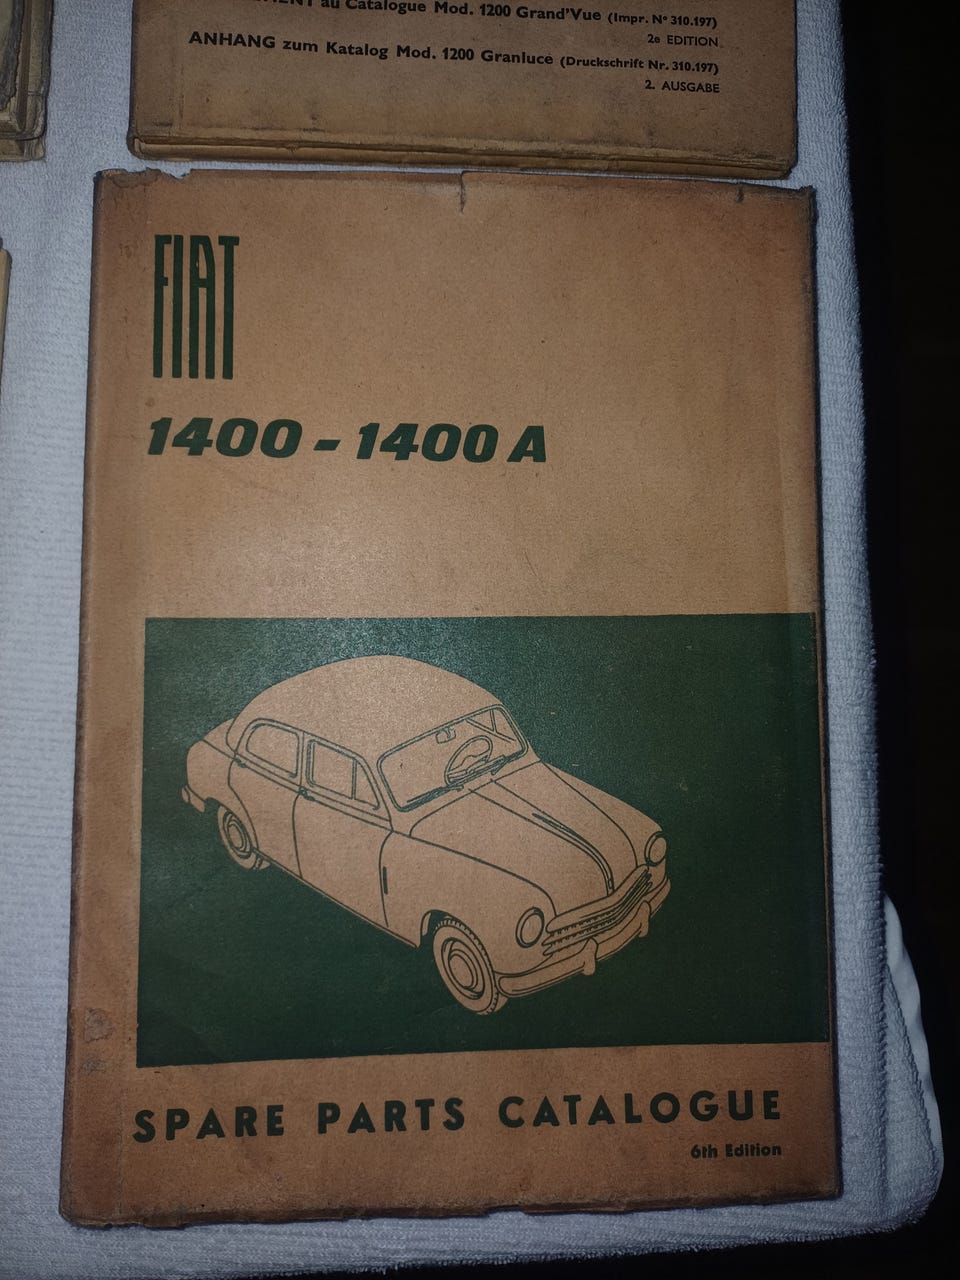 au Catalogue Mod. 1200 Grand'Vue (Impr. N° 310.197)
2e EDITION
ANHANG zum Katalog Mod. 1200 Granluce (Druckschrift Nr. 310.197)
2. AUSGABE
FIAT
1400 - 1400 A
SPARE PARTS CATALOGUE
6th Edition